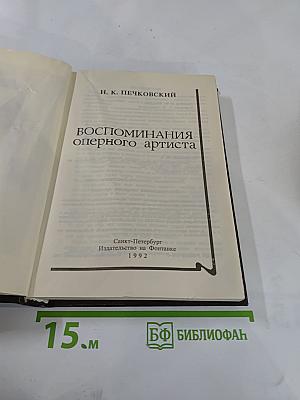 Н. К. ПЕЧКОВСКИЙ
ВОСПОМИНАНИЯ
оперного артиста
Санкт-Петербург
Издательство на Фонтанке
1992
15.м
БФ БИБЛИОФАН